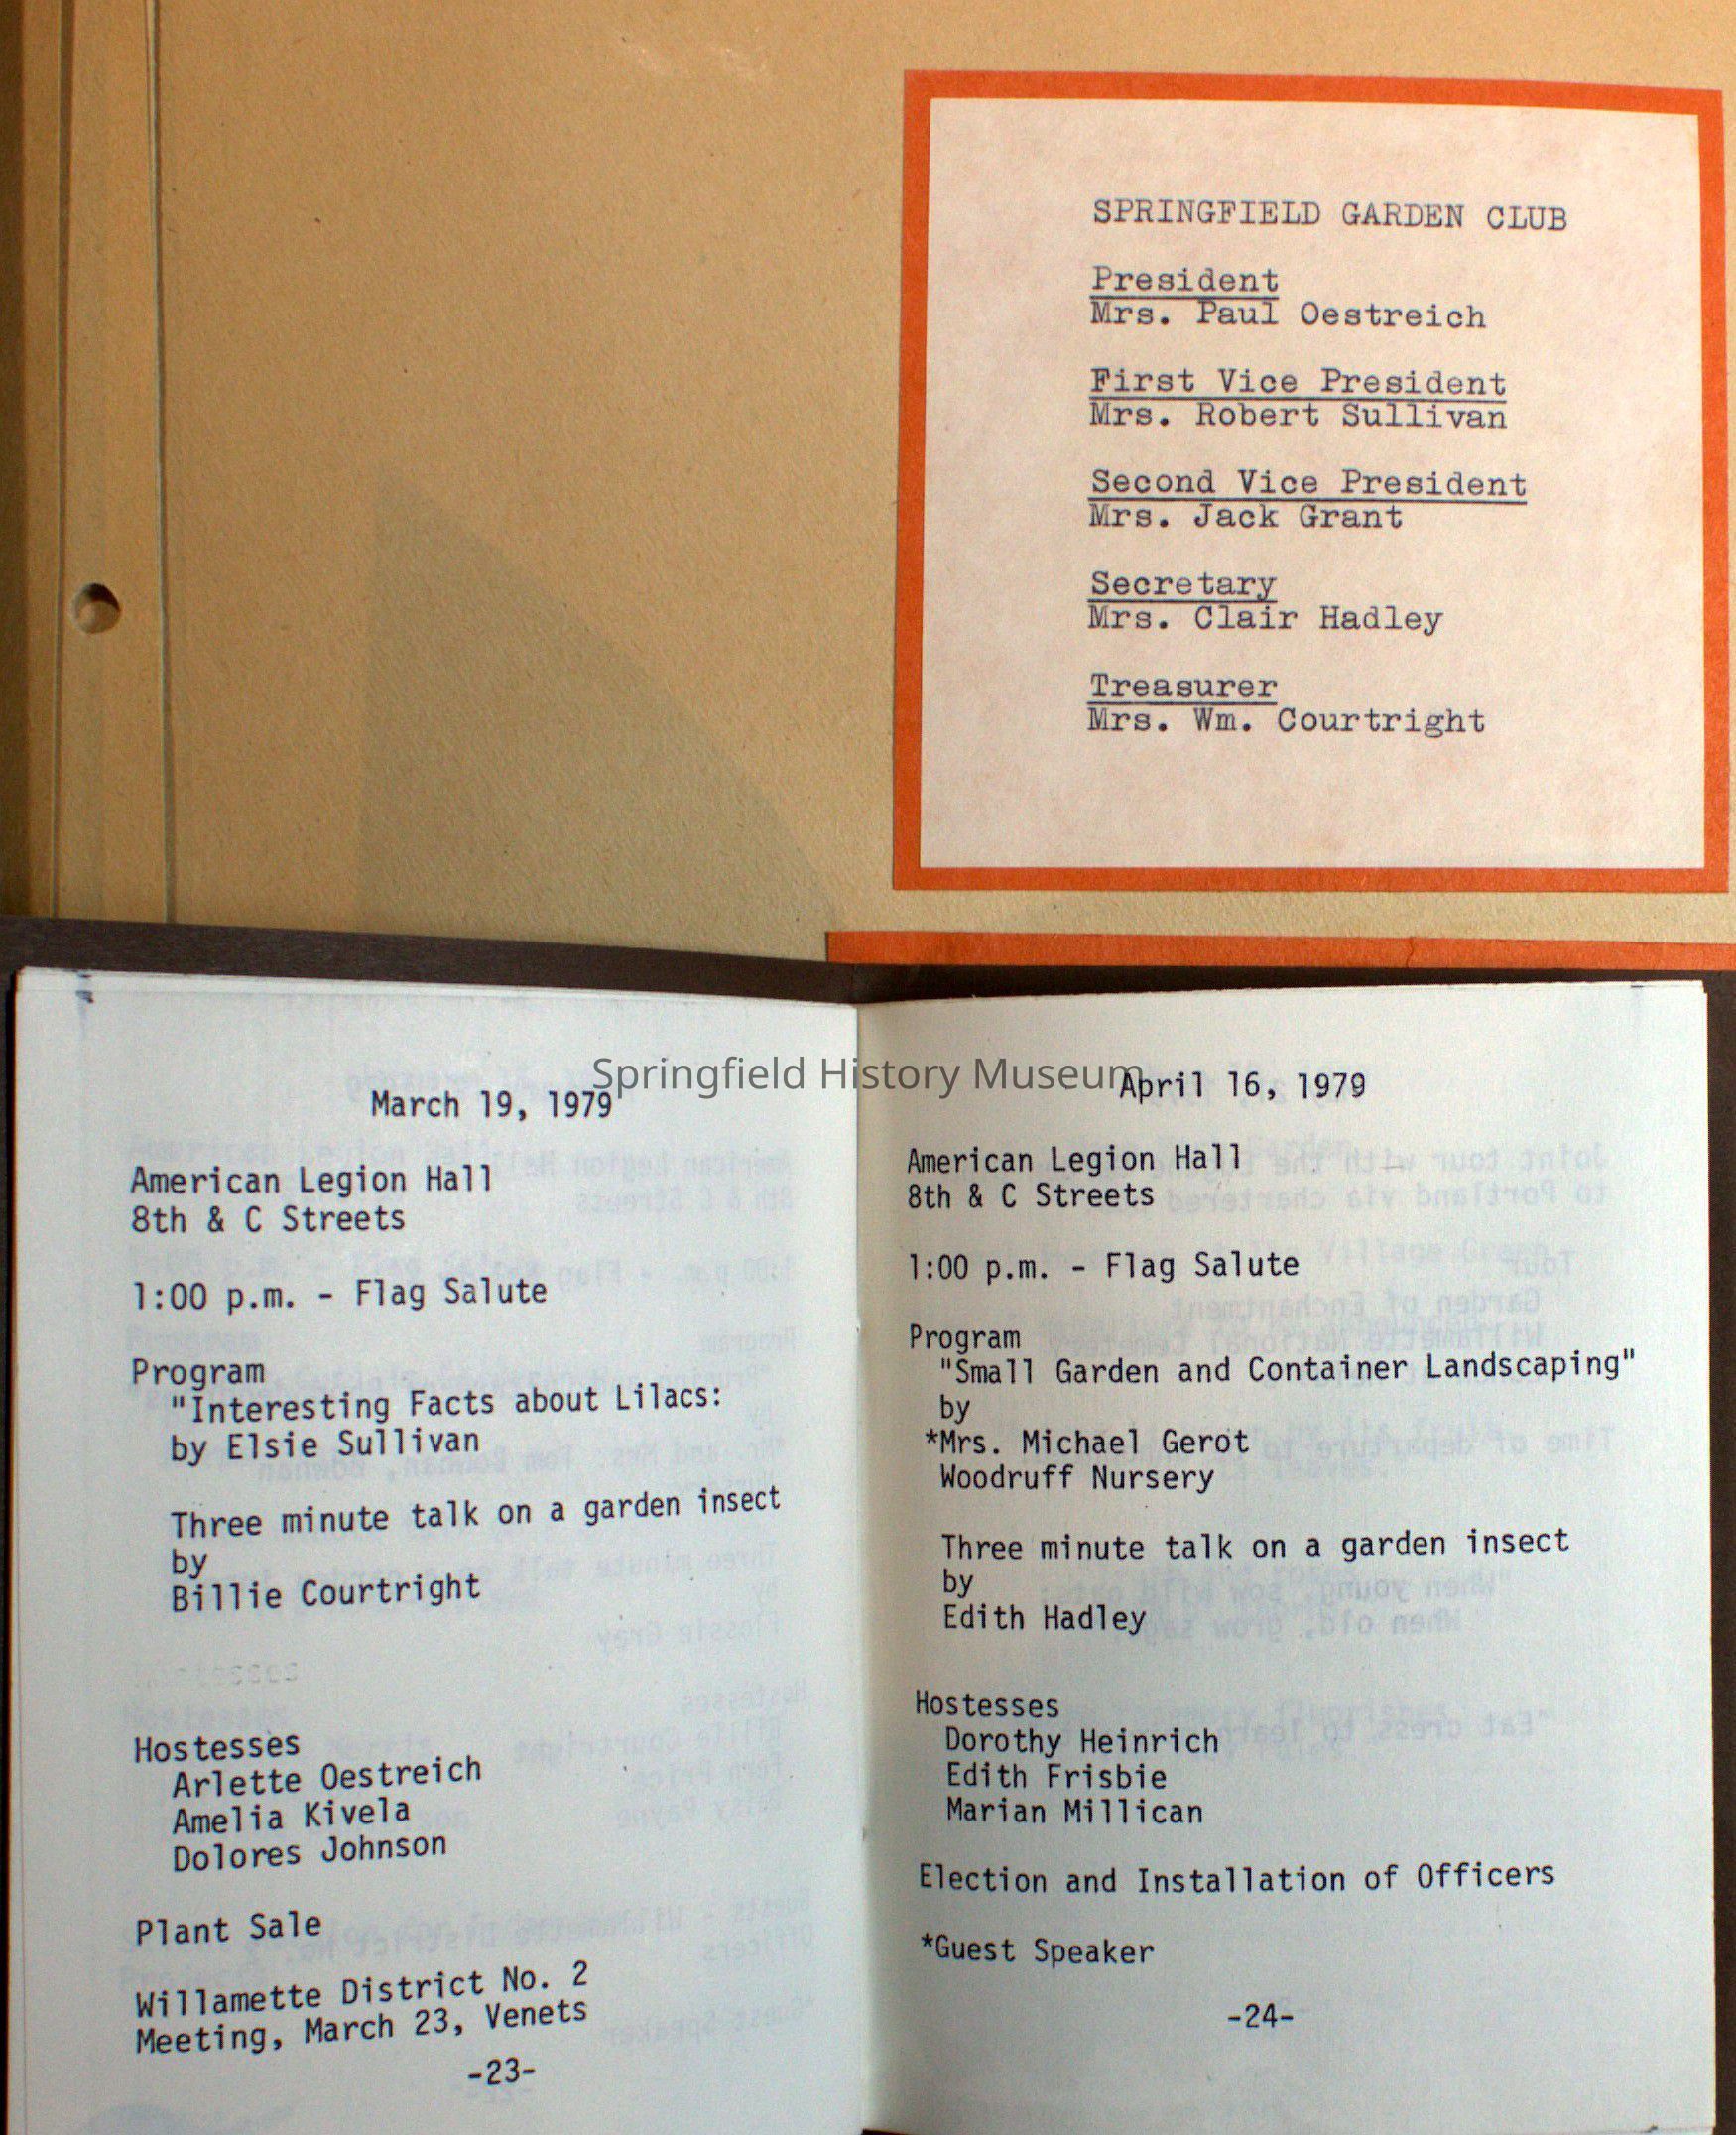 SPRINGFIELD GARDEN CLUB
President
Mrs. Paul Oestreich
First Vice President
Mrs. Robert Sullivan
Second Vice President
Mrs. Jack Grant
Secretary
Mrs. Clair Hadley
Treasurer
Mrs. Wm. Courtright
Springfield History Museum
March 19, 1979
American Legion Hall
8th & C Streets
1:00 p.m. - Flag Salute
Program
"Interesting Facts about Lilacs:
by Elsie Sullivan
Three minute talk on a garden insect
by
Billie Courtright
Hostesses
Arlette Oestreich
Amelia Kivela
Dolores Johnson
Plant Sale
Willamette District No. 2
Meeting, March 23, Venets
-23-
April 16, 1979
American Legion Hall
8th & C Streets
1:00 p.m. - Flag Salute
Program
"Small Garden and Container Landscaping"
by
*Mrs. Michael Gerot
Woodruff Nursery
Three minute talk on a garden insect
by
Edith Hadley
Hostesses
Dorothy Heinrich
Edith Frisbie
Marian Millican
Election and Installation of Officers
*Guest Speaker
-24-